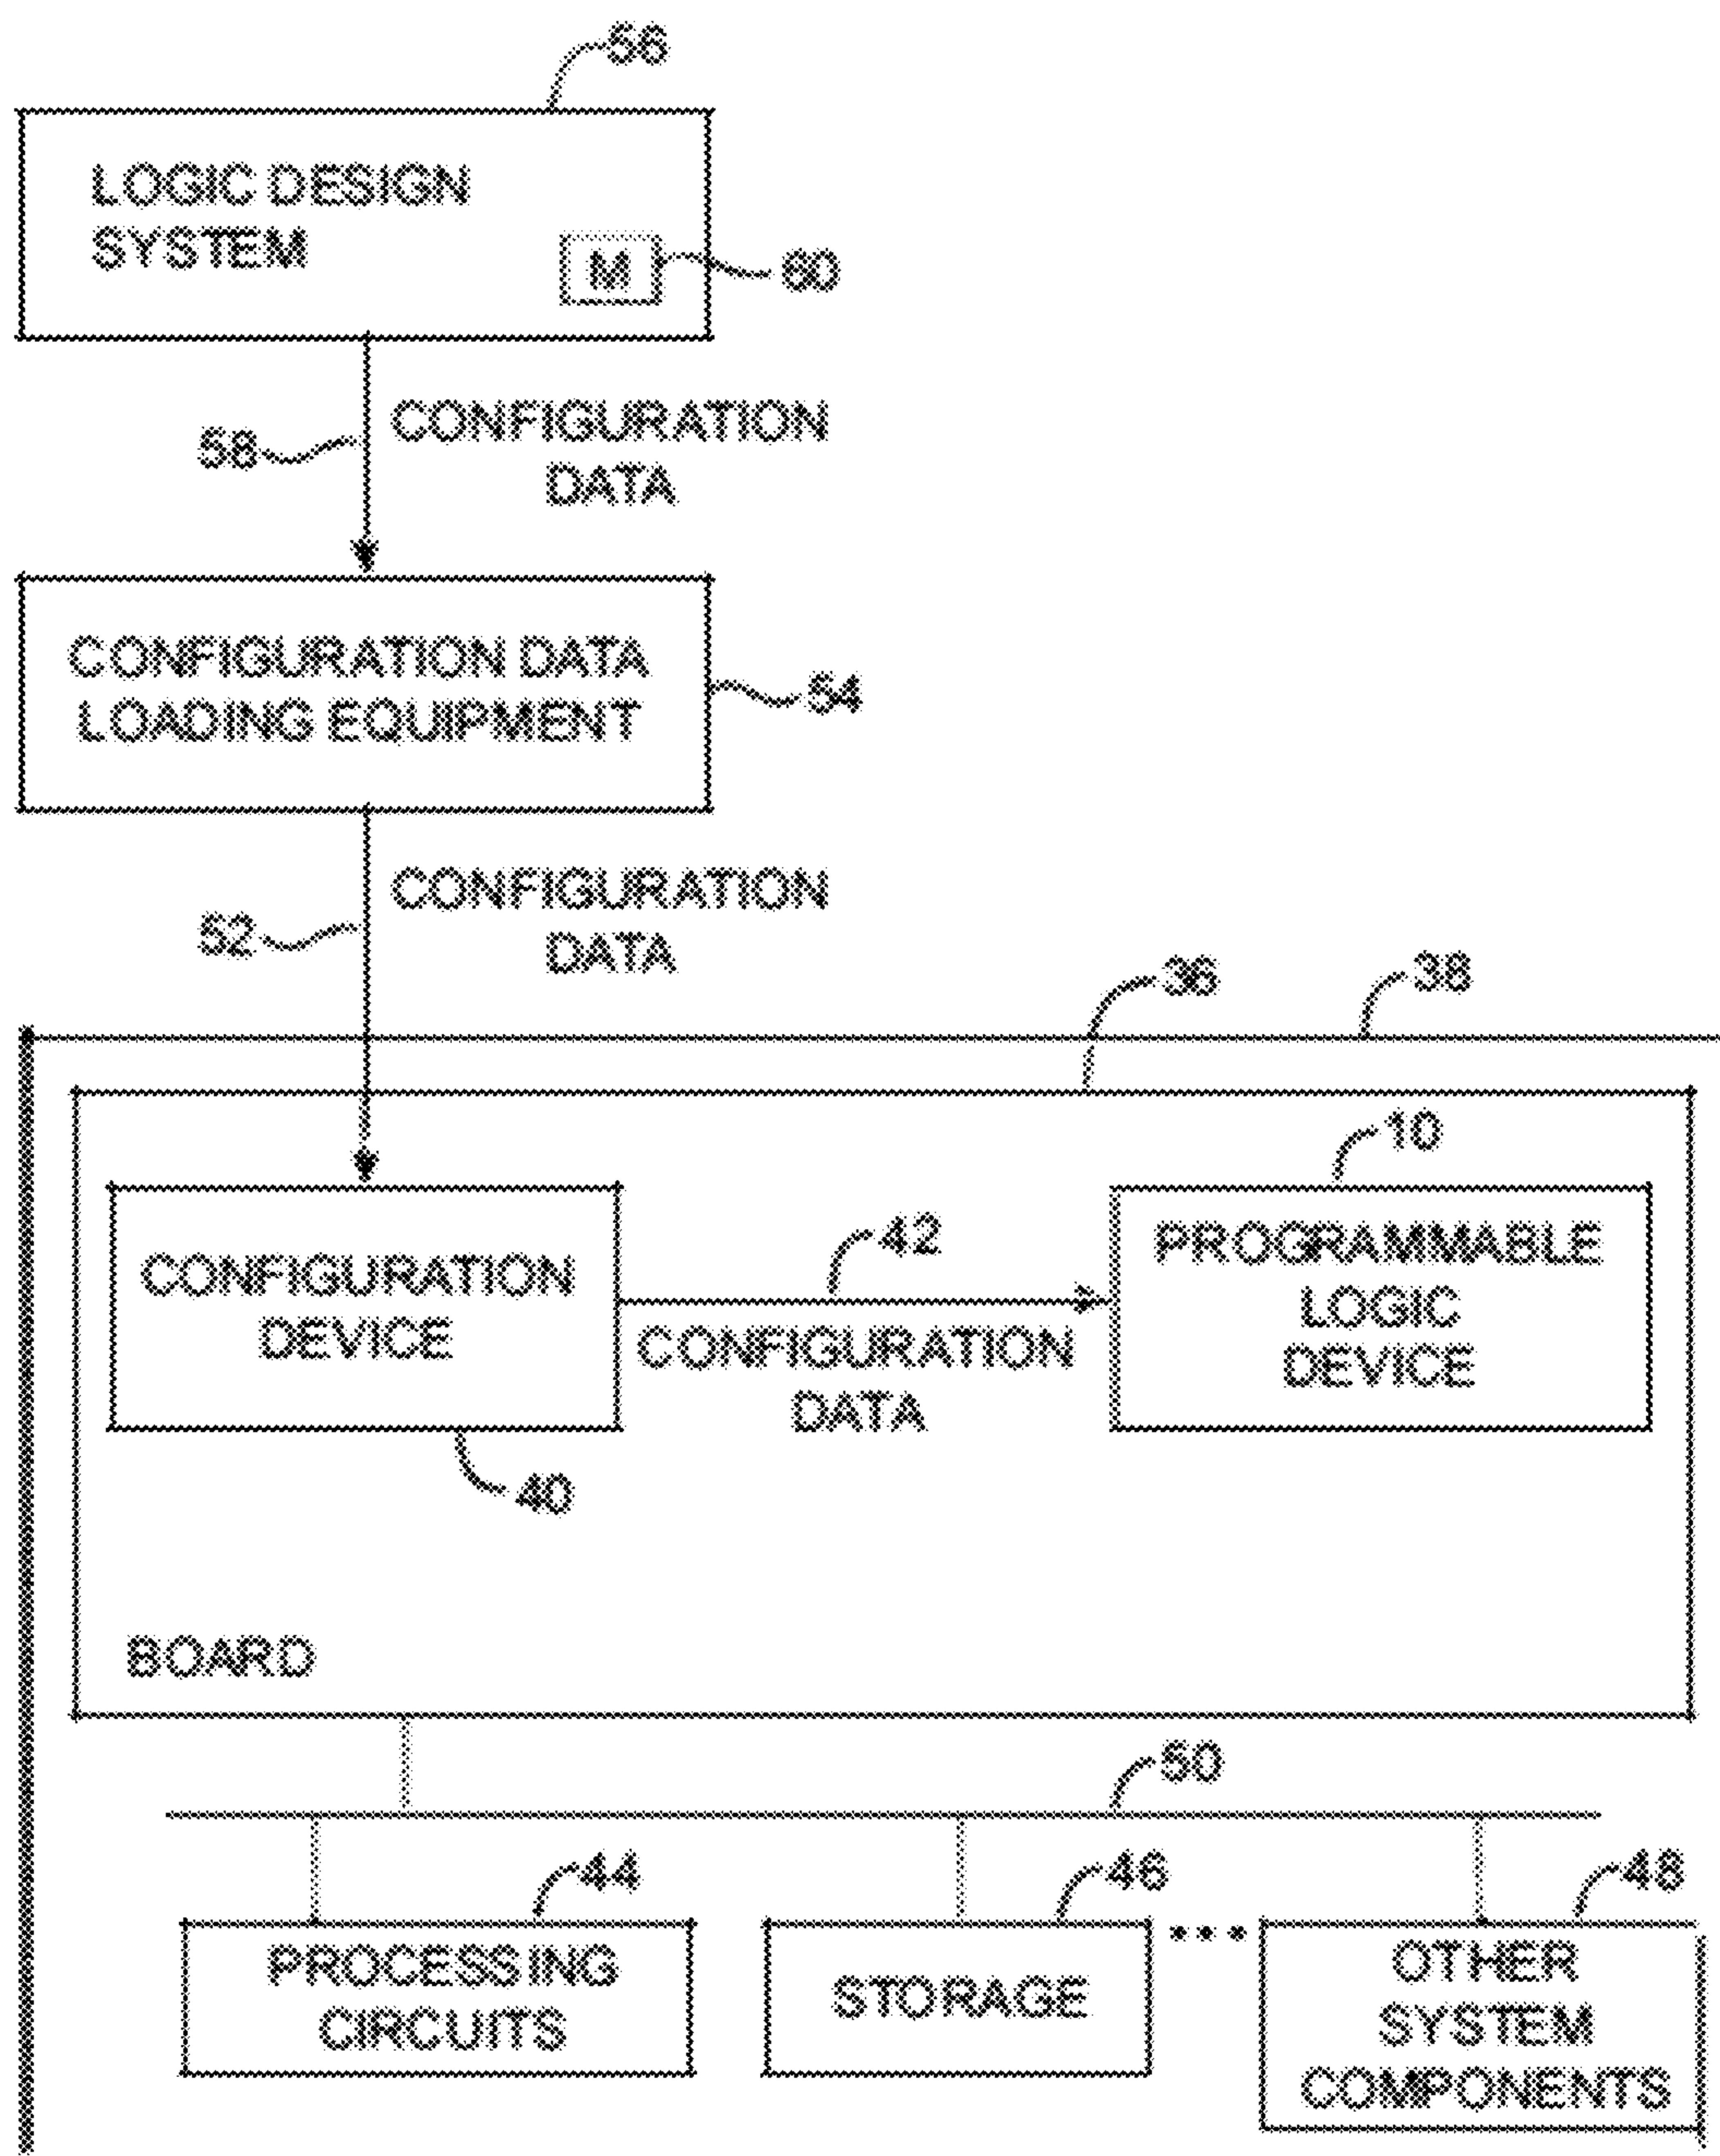 56
LOGIC DESIGN
SYSTEM
M
60
58
CONFIGURATION
DATA
CONFIGURATION DATA
LOADING EQUIPMENT
54
52
CONFIGURATION
DATA
36
38
10
CONFIGURATION
DEVICE
42
CONFIGURATION
DATA
PROGRAMMABLE
LOGIC
DEVICE
40
BOARD
50
44
46
48
PROCESSING
CIRCUITS
STORAGE
...
OTHER
SYSTEM
COMPONENTS